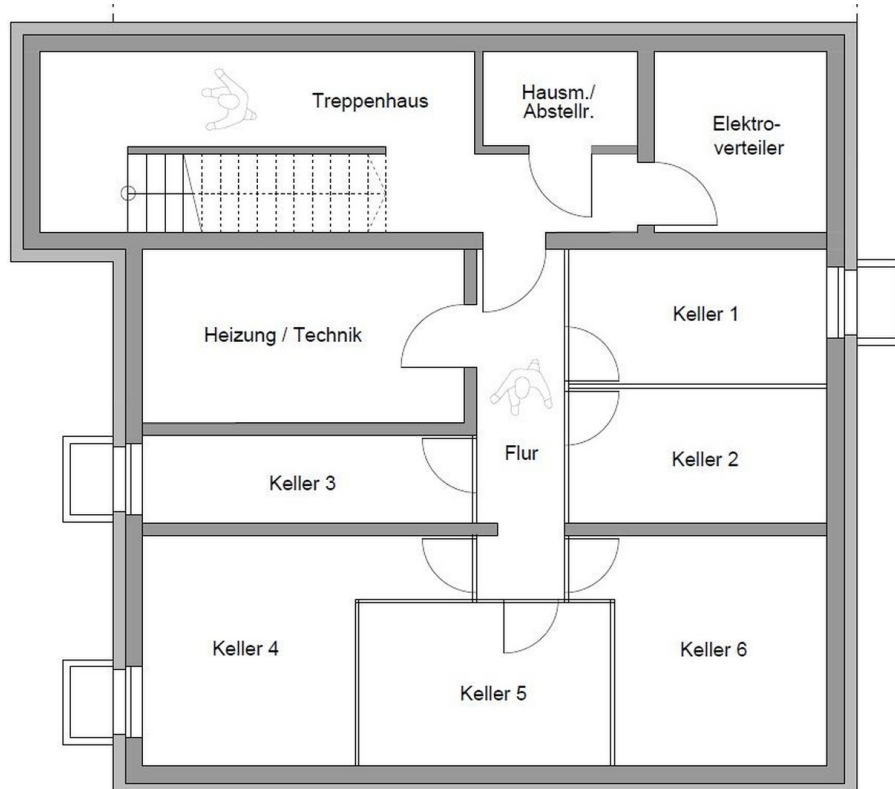 Treppenhaus
Hausm./
Abstellr.
Elektro-
verteiler
Heizung / Technik
Keller 1
Keller 2
Flur
Keller 3
Keller 4
Keller 5
Keller 6